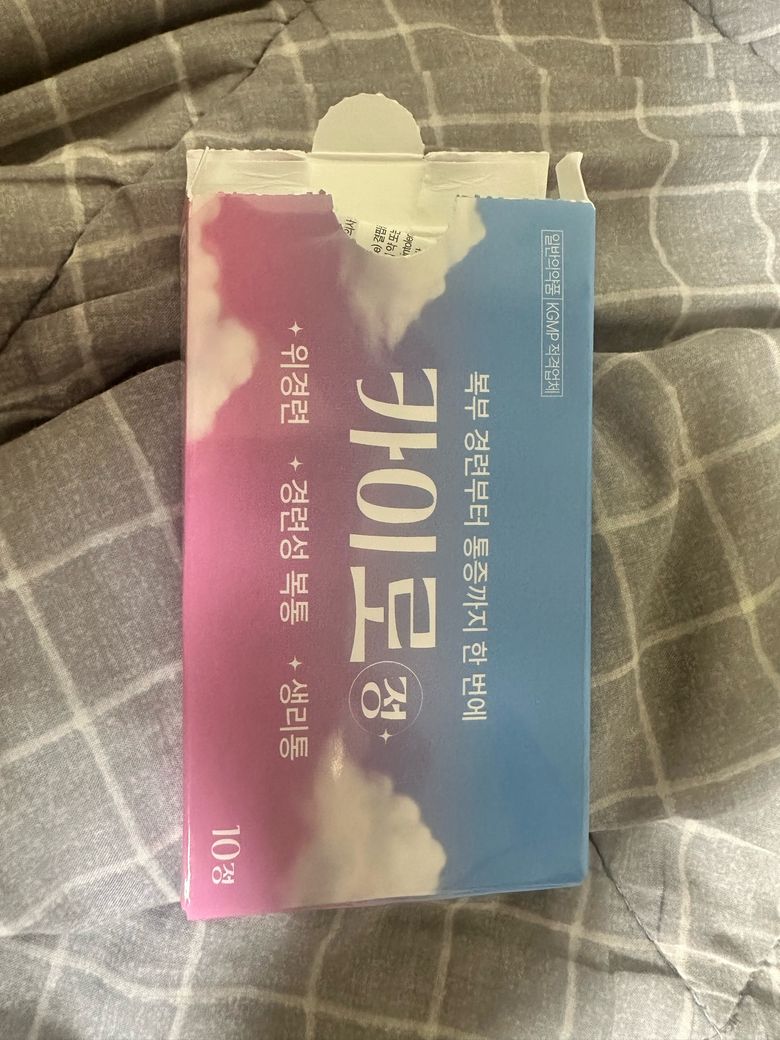 일반의약품 KGMP 적격업체
복부 경련부터 통증까지 한 번에
카이로정
위경련 경련성 복통 생리통
10정